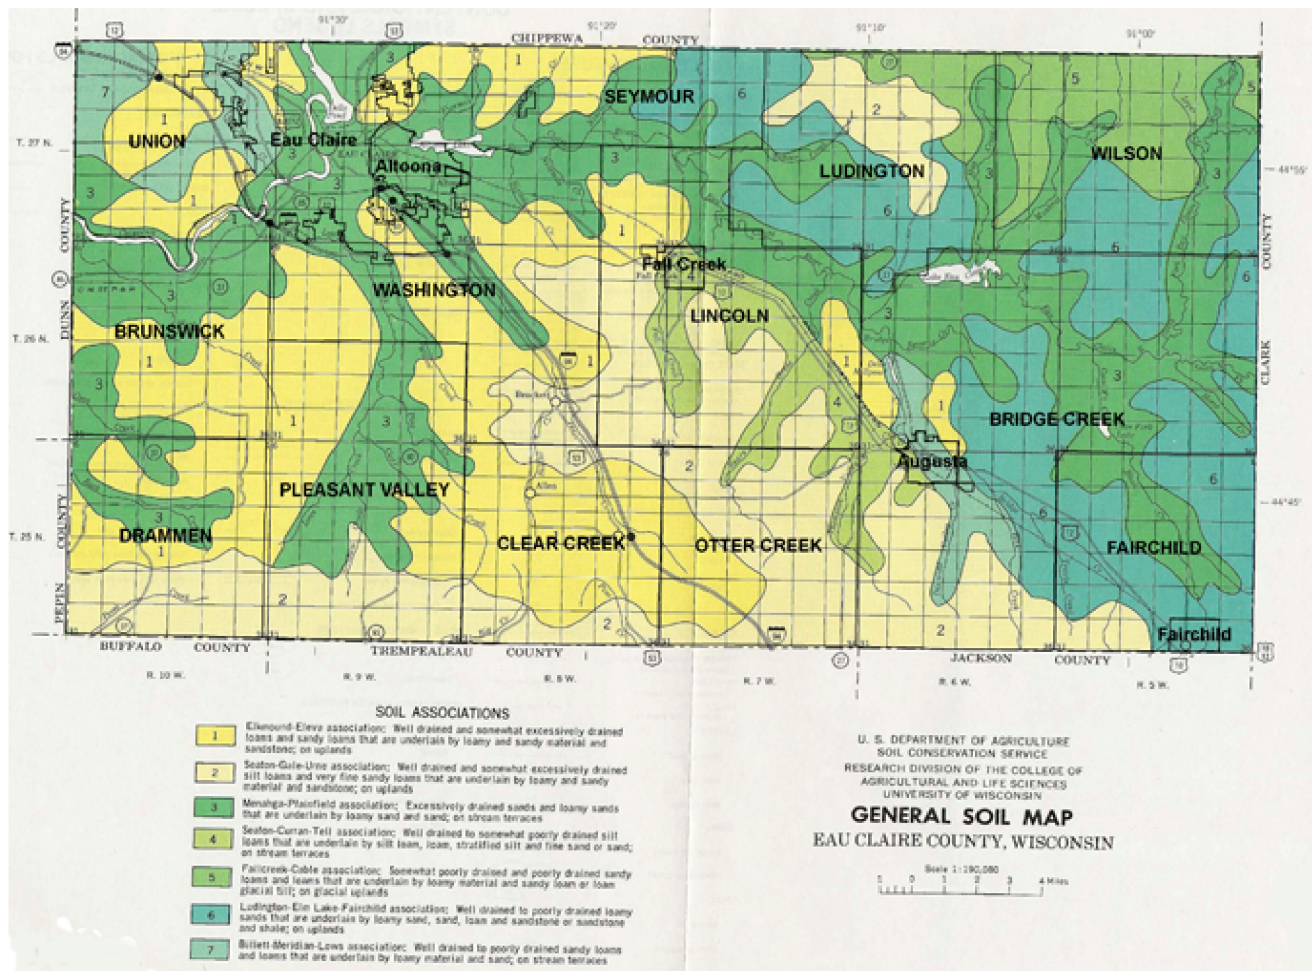 91°30'
91°20'
91°10'
91°00'
CHIPPEWA COUNTY
T. 27 N.
T. 26 N.
T. 25 N.
DUNN COUNTY
PEPIN COUNTY
CLARK COUNTY
44°55'
44°45'
SEYMOUR
UNION
Eau Claire
Altoona
LUDINGTON
WILSON
Fall Creek
WASHINGTON
LINCOLN
BRUNSWICK
BRIDGE CREEK
Augusta
PLEASANT VALLEY
Allen
DRAMMEN
CLEAR CREEK
OTTER CREEK
FAIRCHILD
Fairchild
BUFFALO COUNTY
TREMPEALEAU COUNTY
JACKSON COUNTY
R. 10 W.
R. 9 W.
R. 8 W.
R. 7 W.
R. 6 W.
R. 5 W.
SOIL ASSOCIATIONS
1 Elkmound-Eleva association: Well drained and somewhat excessively drained
loams and sandy loams that are underlain by loamy and sandy material and
sandstone; on uplands
2 Seaton-Gale-Urne association: Well drained and somewhat excessively drained
silt loams and very fine sandy loams that are underlain by loamy and sandy
material and sandstone; on uplands
3 Menahga-Plainfield association: Excessively drained sands and loamy sands
that are underlain by loamy sand and sand; on stream terraces
4 Seaton-Curran-Tell association: Well drained to somewhat poorly drained silt
loams that are underlain by silt loam, loam, stratified silt and fine sand or sand;
on stream terraces
5 Fallcreek-Cable association: Somewhat poorly drained and poorly drained sandy
loams and loams that are underlain by loamy material and sandy loam or loam
glacial till; on glacial uplands
6 Ludington-Elm Lake-Fairchild association: Well drained to poorly drained loamy
sands that are underlain by loamy sand, sand, loam and sandstone or sandstone
and shale; on uplands
7 Billett-Meridian-Lows association: Well drained to poorly drained sandy loams
and loams that are underlain by loamy material and sand; on stream terraces
U. S. DEPARTMENT OF AGRICULTURE
SOIL CONSERVATION SERVICE
RESEARCH DIVISION OF THE COLLEGE OF
AGRICULTURAL AND LIFE SCIENCES
UNIVERSITY OF WISCONSIN
GENERAL SOIL MAP
EAU CLAIRE COUNTY, WISCONSIN
Scale 1:190,080
1 0 1 2 3 4 Miles